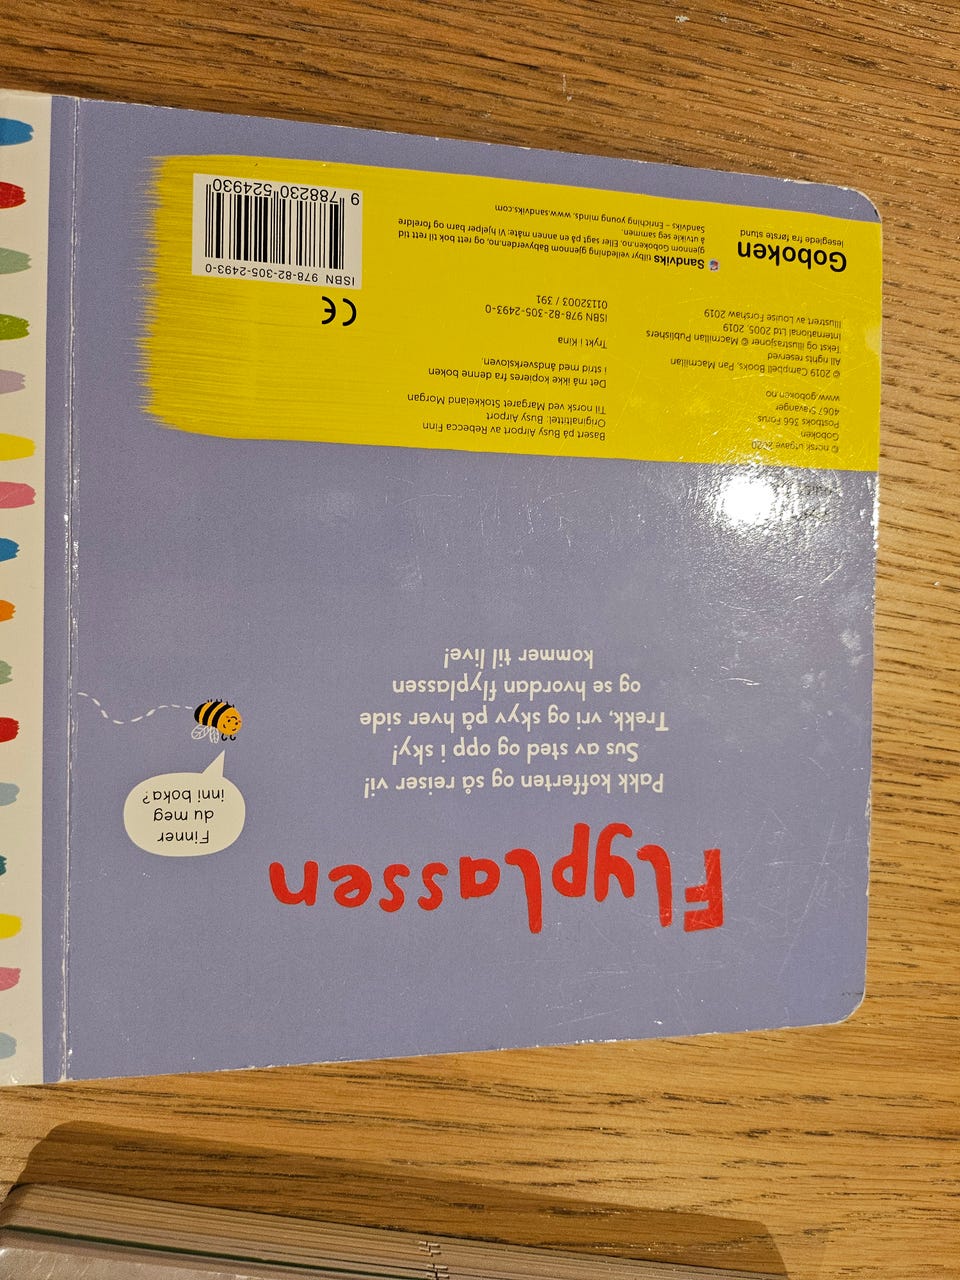 Flyplassen
Pakk kofferten og så reiser vi!
Sus av sted og opp i sky!
Trekk, vri og skyv på hver side
og se hvordan flyplassen
kommer til live!
Finner
du meg
inni boka?
© norsk utgave 2020
Goboken
Postboks 366 Forus
4067 Stavanger
www.goboken.no
© 2019 Campbell Books, Pan Macmillan
All rights reserved
Tekst og illustrasjoner © Macmillan Publishers
International Ltd 2005, 2019
Illustrert av Louise Forshaw 2019
Goboken
leseglede fra første stund
Basert på Busy Airport av Rebecca Finn
Originaltittel: Busy Airport
Til norsk ved Margaret Stokkeland Morgan
Det må ikke kopieres fra denne boken
i strid med åndsverksloven.
Trykt i Kina
ISBN 978-82-305-2493-0
01132003 / 391
Sandviks tilbyr veiledning gjennom Babyverden.no, og rett bok til rett tid
gjennom Goboken.no. Eller sagt på en annen måte: Vi hjelper barn og foreldre
å utvikle seg sammen.
Sandviks – Enriching young minds. www.sandviks.com
CE
ISBN 978-82-305-2493-0
9 788230 524930